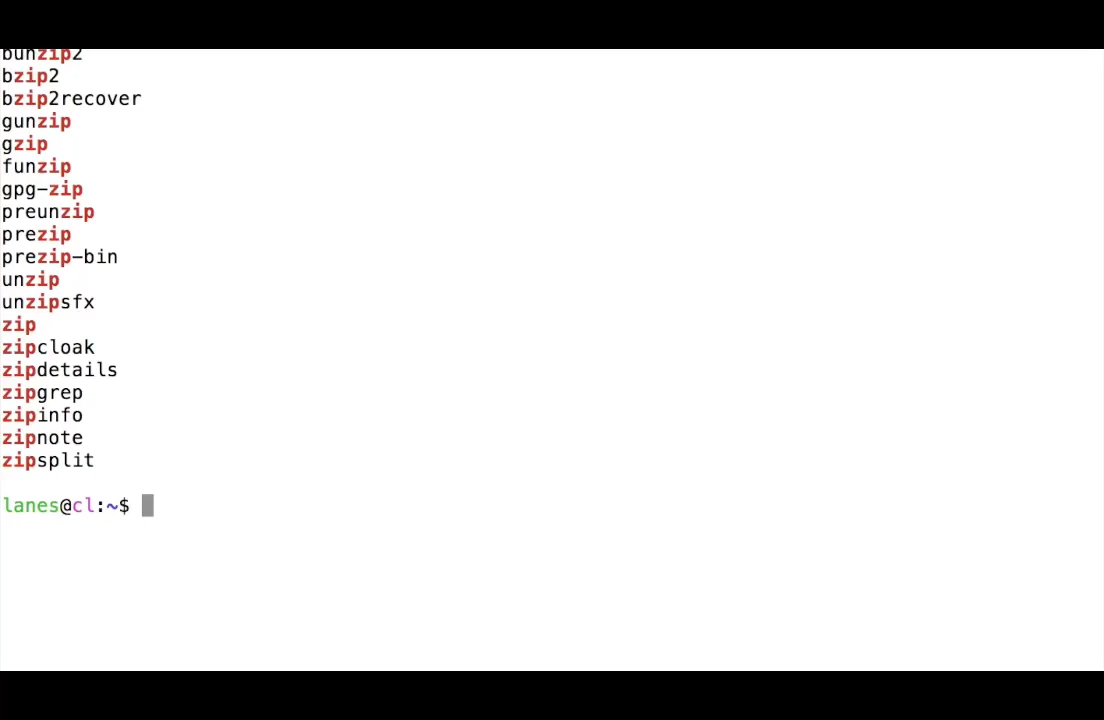 bunzip2
bzip2
bzip2recover
gunzip
gzip
funzip
gpg-zip
preunzip
prezip
prezip-bin
unzip
unzipsfx
zip
zipcloak
zipdetails
zipgrep
zipinfo
zipnote
zipsplit
lanes@cl:~$